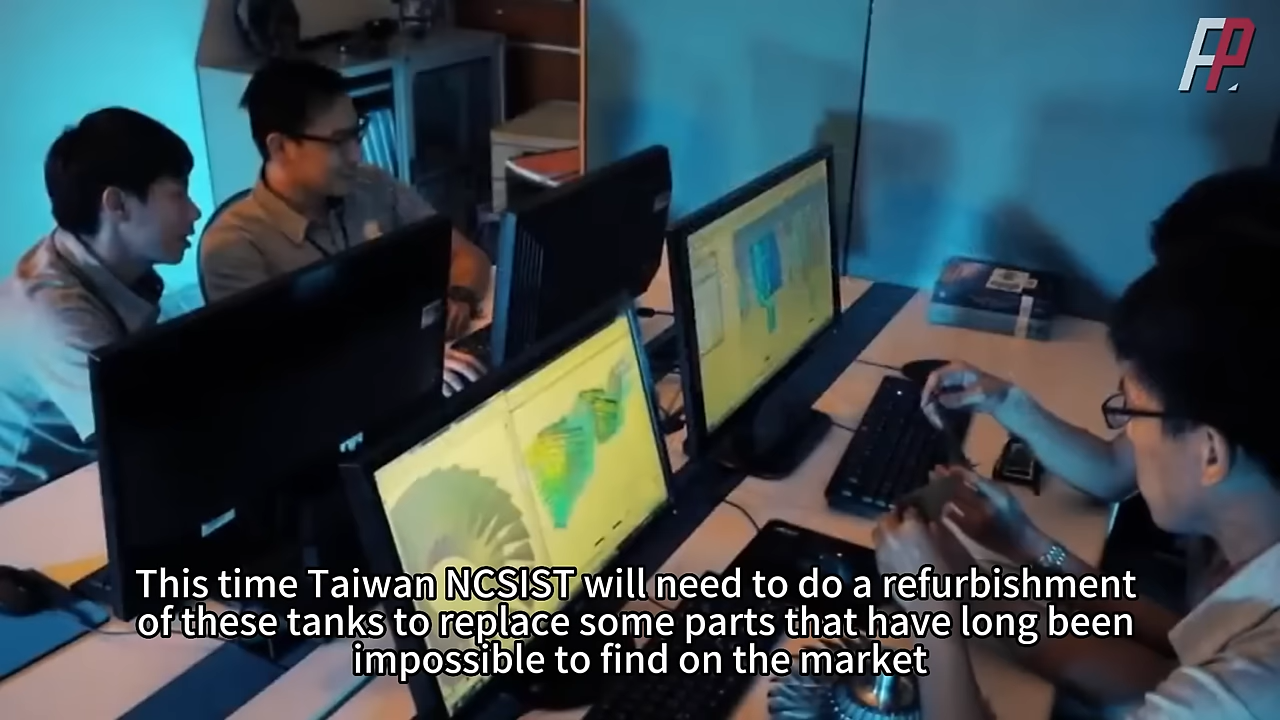 FP.
This time Taiwan NCSIST will need to do a refurbishment
of these tanks to replace some parts that have long been
impossible to find on the market